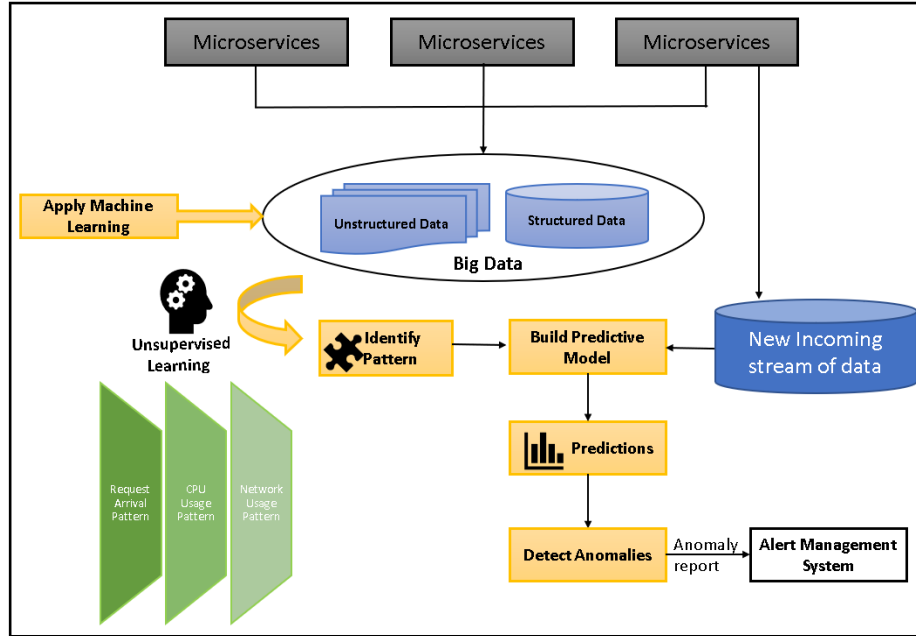 Microservices
Microservices
Microservices
Apply Machine
Learning
Unstructured Data
Structured Data
Big Data
Unsupervised
Learning
Identify
Pattern
Build Predictive
Model
New Incoming
stream of data
Request
Arrival
Pattern
CPU
Usage
Pattern
Network
Usage
Pattern
Predictions
Detect Anomalies
Anomaly
report
Alert Management
System